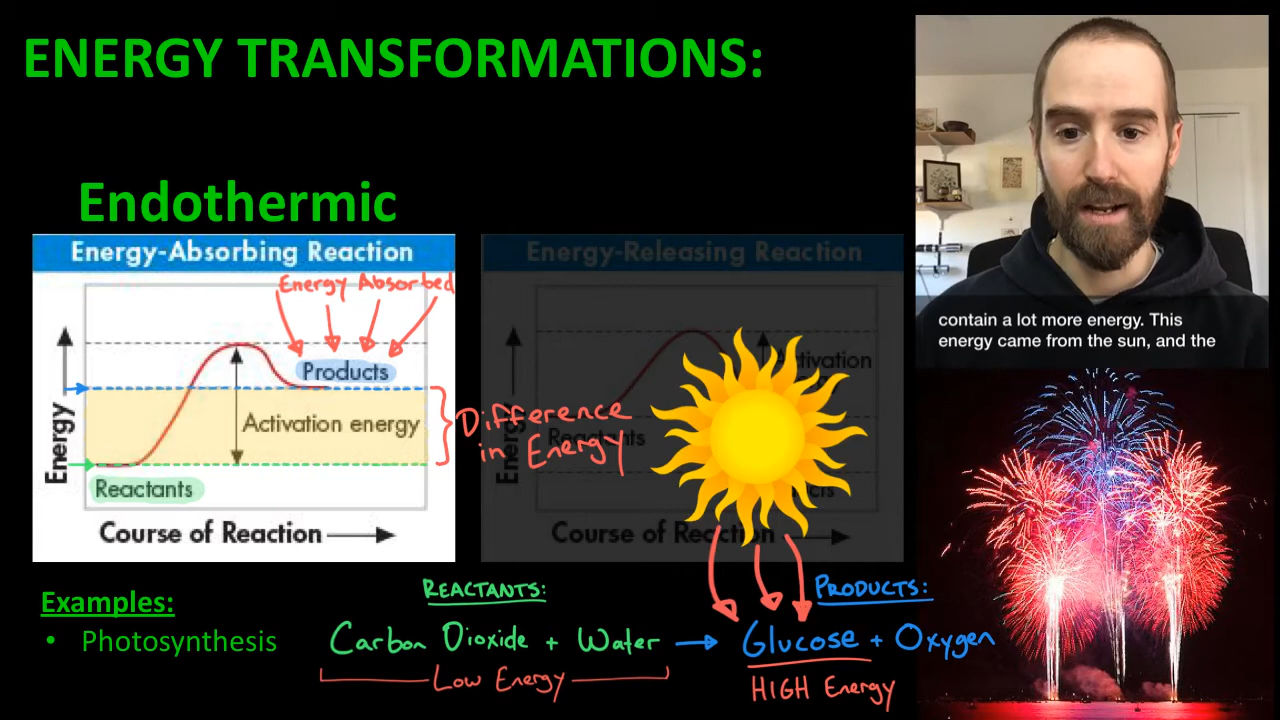 ENERGY TRANSFORMATIONS:
Endothermic
Energy-Absorbing Reaction
Energy Absorbed
Products
Activation energy
Reactants
Energy
Course of Reaction
Difference
in Energy
Energy-Releasing Reaction
Reactants
Energy
Course of Reaction
contain a lot more energy. This
energy came from the sun, and the
Examples:
• Photosynthesis
REACTANTS:
PRODUCTS:
Carbon Dioxide + Water → Glucose + Oxygen
Low Energy
HIGH Energy